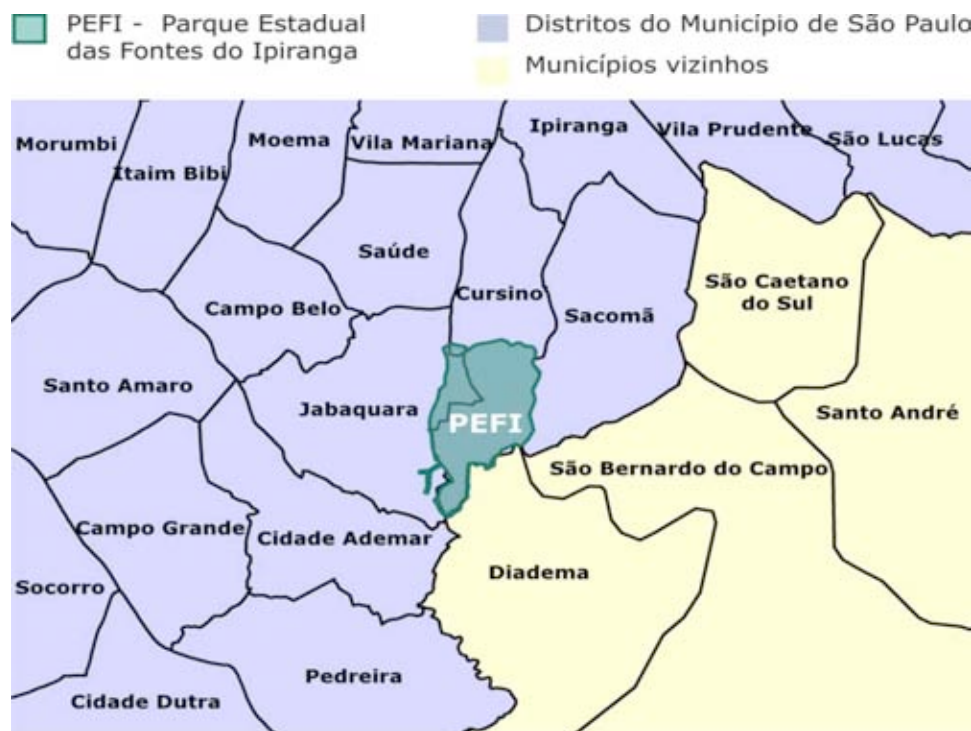 PEFI - Parque Estadual
das Fontes do Ipiranga
Distritos do Município de São Paulo
Municípios vizinhos
Morumbi
Itaim Bibi
Moema
Vila Mariana
Ipiranga
Vila Prudente
São Lucas
Saúde
Campo Belo
Cursino
Sacomã
São Caetano
do Sul
Santo Amaro
Jabaquara
PEFI
Santo André
São Bernardo do Campo
Campo Grande
Cidade Ademar
Diadema
Socorro
Pedreira
Cidade Dutra